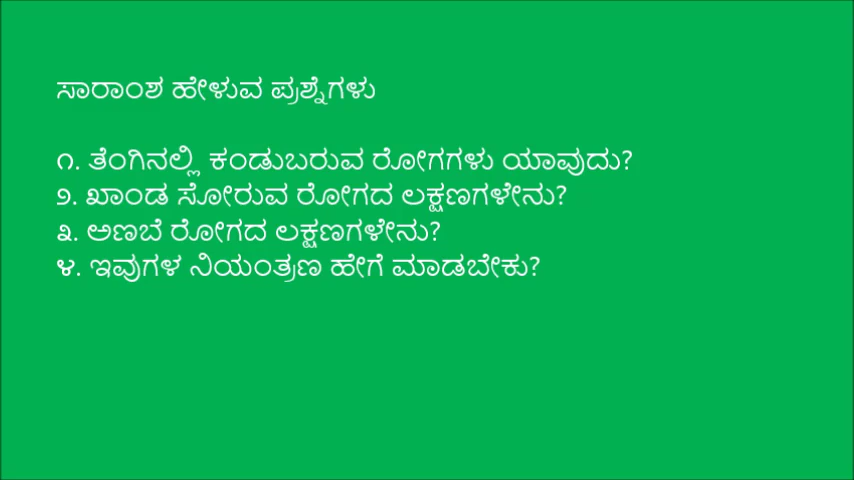 ಸಾರಾಂಶ ಹೇಳುವ ಪ್ರಶ್ನೆಗಳು
೧. ತೆಂಗಿನಲ್ಲಿ ಕಂಡುಬರುವ ರೋಗಗಳು ಯಾವುದು?
೨. ಖಾಂಡ ಸೋರುವ ರೋಗದ ಲಕ್ಷಣಗಳೇನು?
೩. ಅಣಬೆ ರೋಗದ ಲಕ್ಷಣಗಳೇನು?
೪. ಇವುಗಳ ನಿಯಂತ್ರಣ ಹೇಗೆ ಮಾಡಬೇಕು?